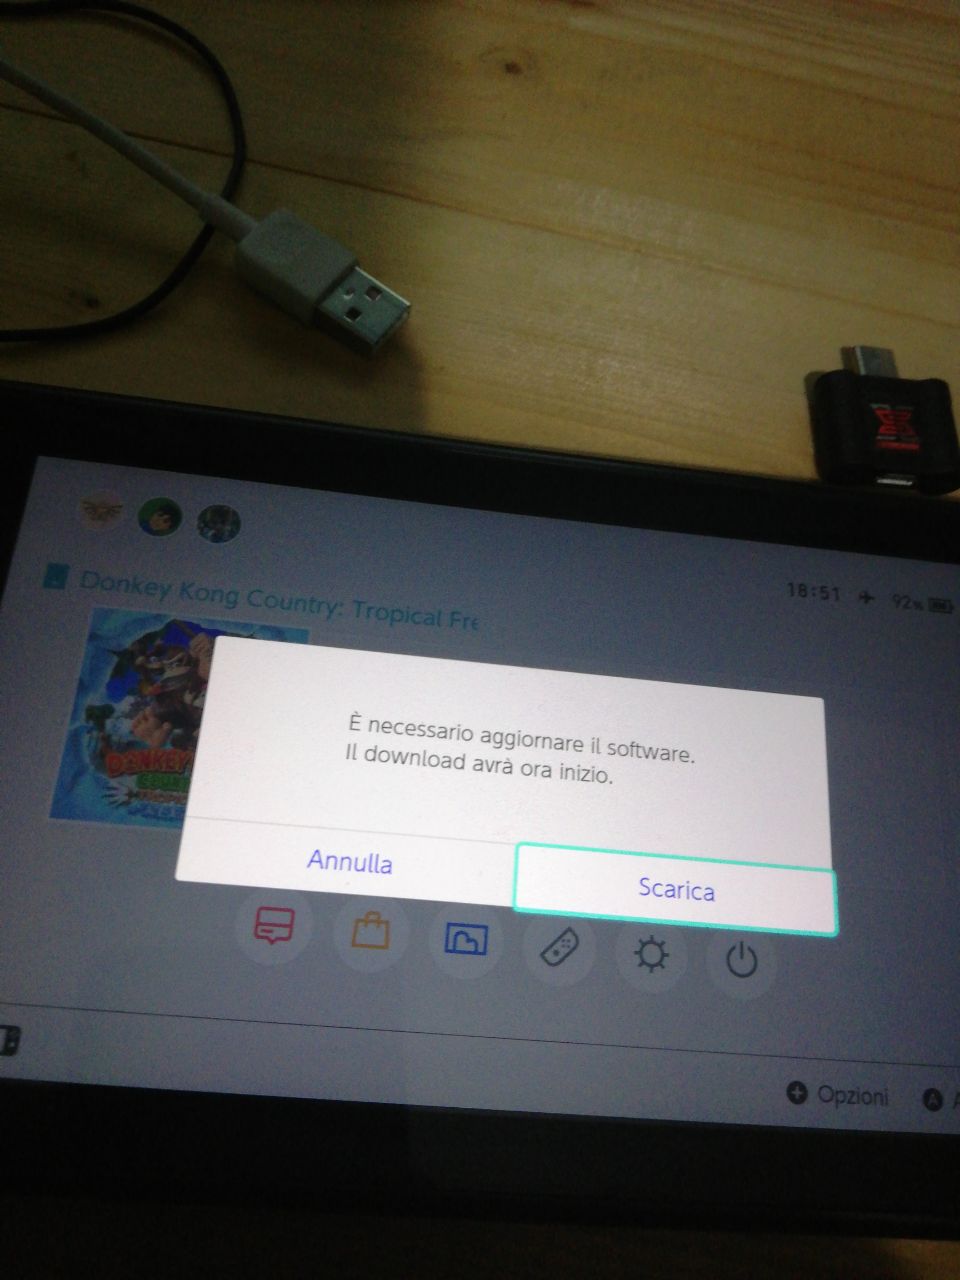 Donkey Kong Country: Tropical Fre
18:51
92%
DONKEY
È necessario aggiornare il software.
Il download avrà ora inizio.
Annulla
Scarica
Opzioni
A